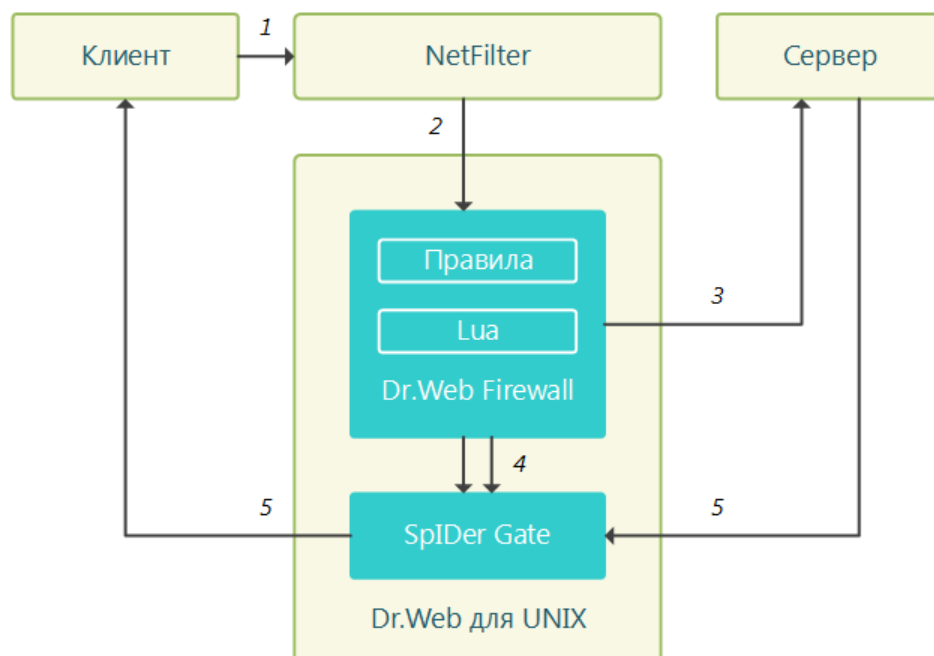 Клиент
1
NetFilter
Сервер
2
Правила
3
Lua
Dr.Web Firewall
4
5
SpIDer Gate
5
Dr.Web для UNIX